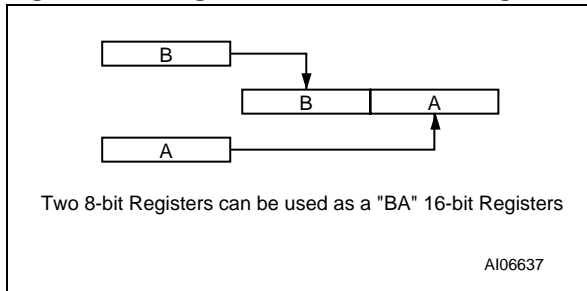 B
B A
A
Two 8-bit Registers can be used as a "BA" 16-bit Registers
AI06637